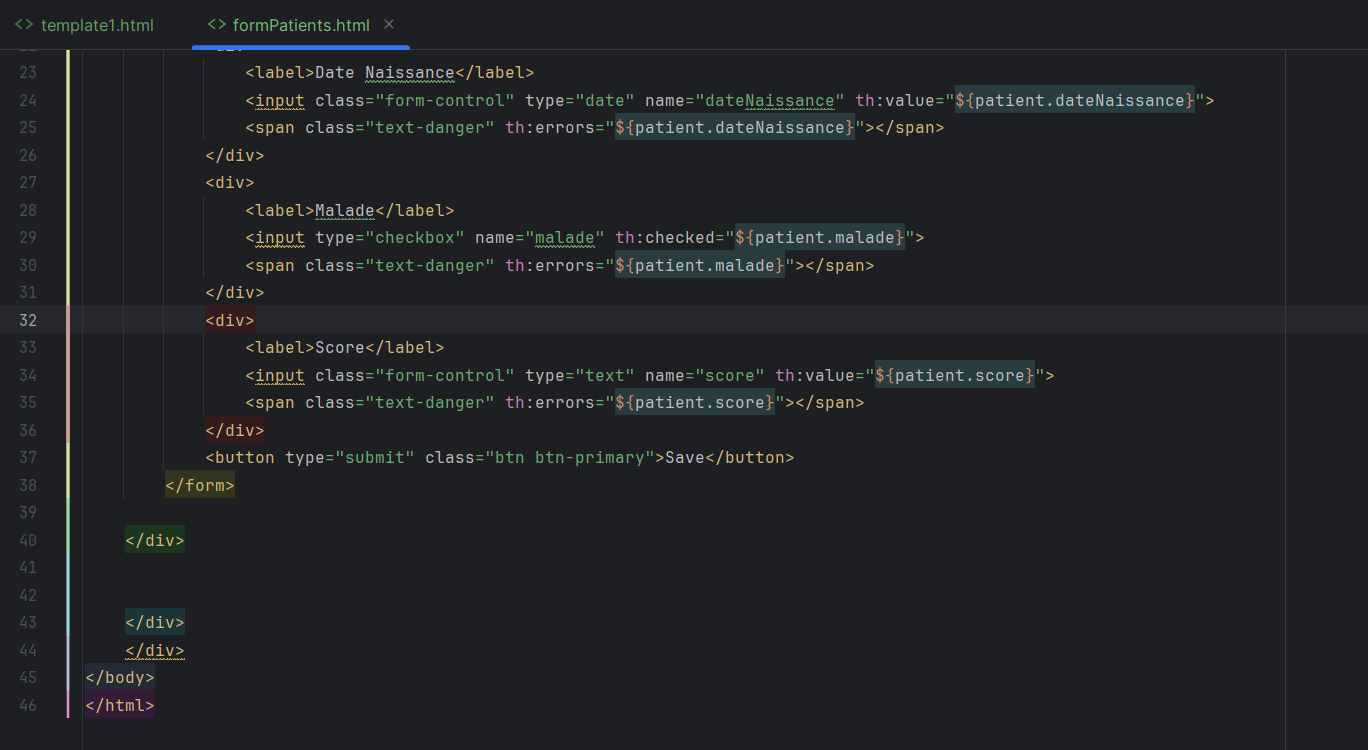 <> template1.html
<> formPatients.html ×
23 <label>Date Naissance</label>
24 <input class="form-control" type="date" name="dateNaissance" th:value="${patient.dateNaissance}">
25 <span class="text-danger" th:errors="${patient.dateNaissance}"></span>
26 </div>
27 <div>
28 <label>Malade</label>
29 <input type="checkbox" name="malade" th:checked="${patient.malade}">
30 <span class="text-danger" th:errors="${patient.malade}"></span>
31 </div>
32 <div>
33 <label>Score</label>
34 <input class="form-control" type="text" name="score" th:value="${patient.score}">
35 <span class="text-danger" th:errors="${patient.score}"></span>
36 </div>
37 <button type="submit" class="btn btn-primary">Save</button>
38 </form>
39
40 </div>
41
42
43 </div>
44 </div>
45 </body>
46 </html>